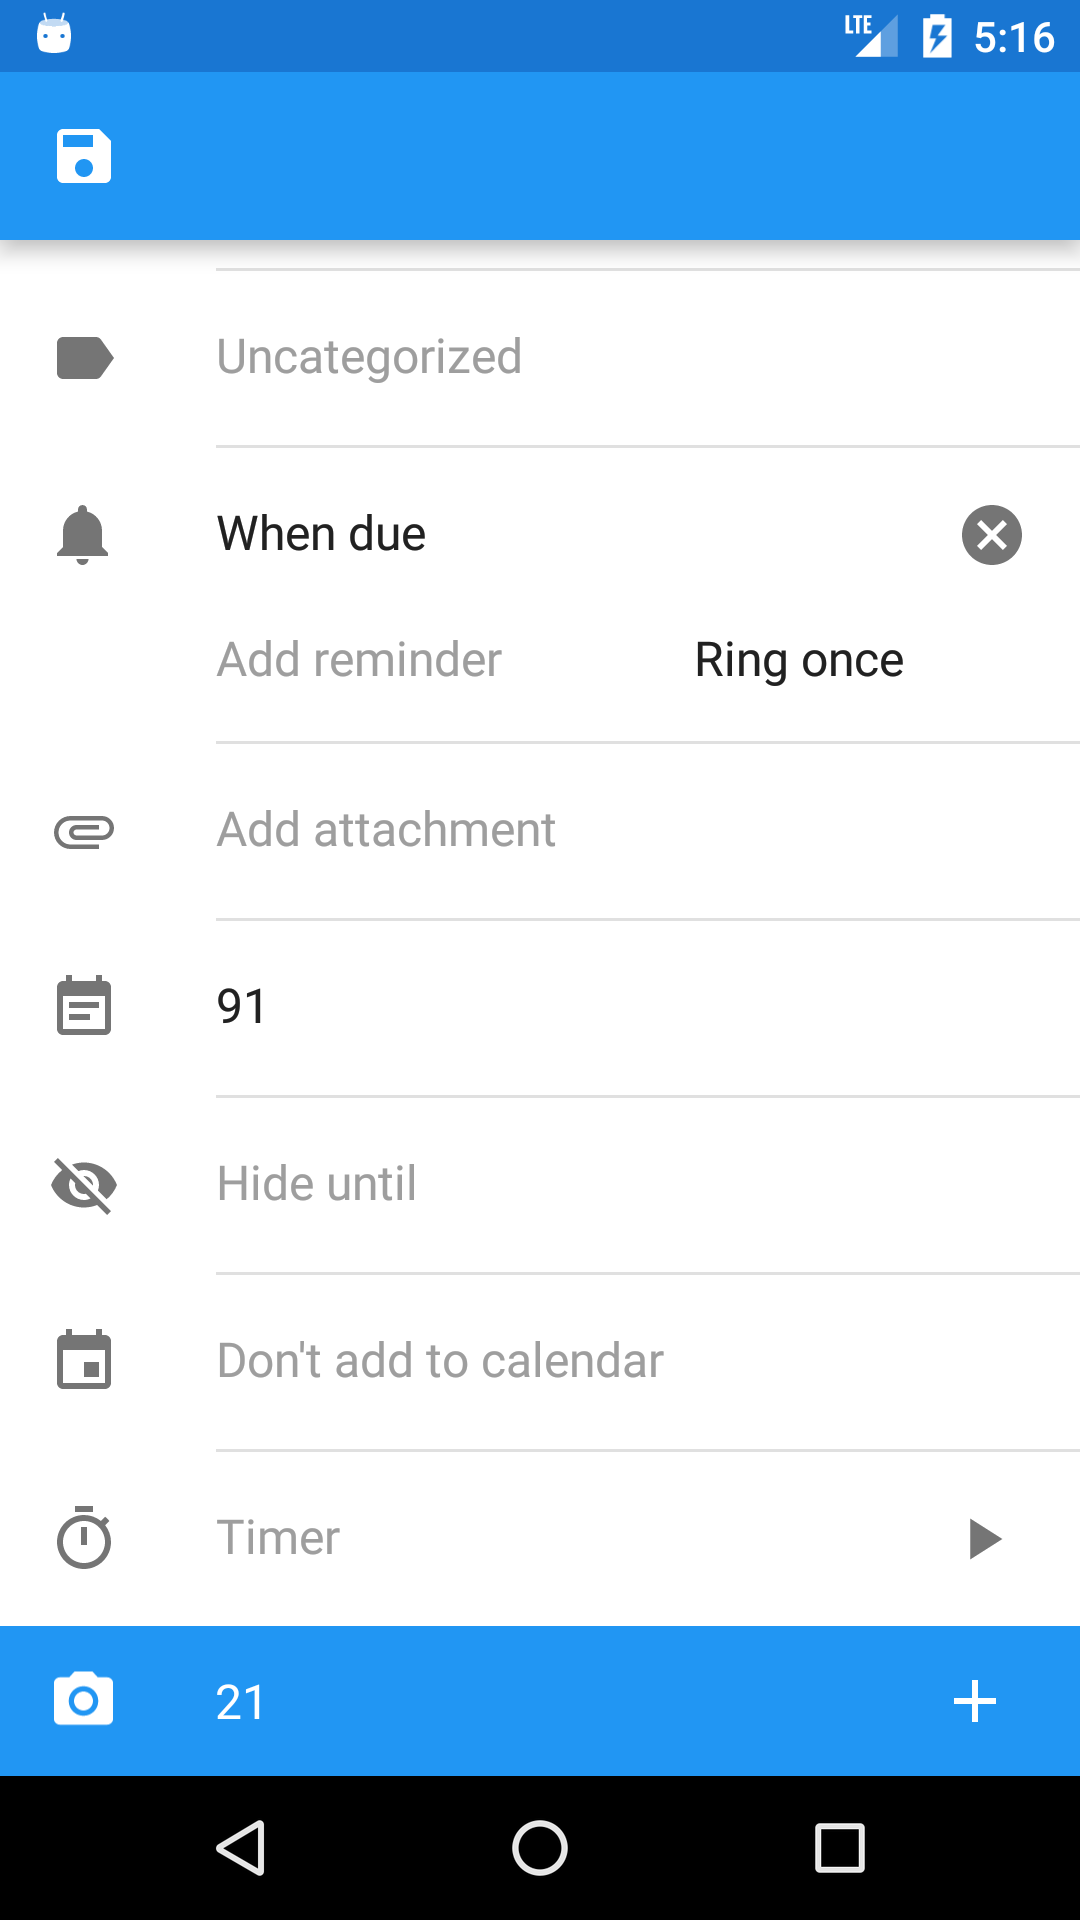 LTE 5:16
Uncategorized
When due
Add reminder Ring once
Add attachment
91
Hide until
Don't add to calendar
Timer
21